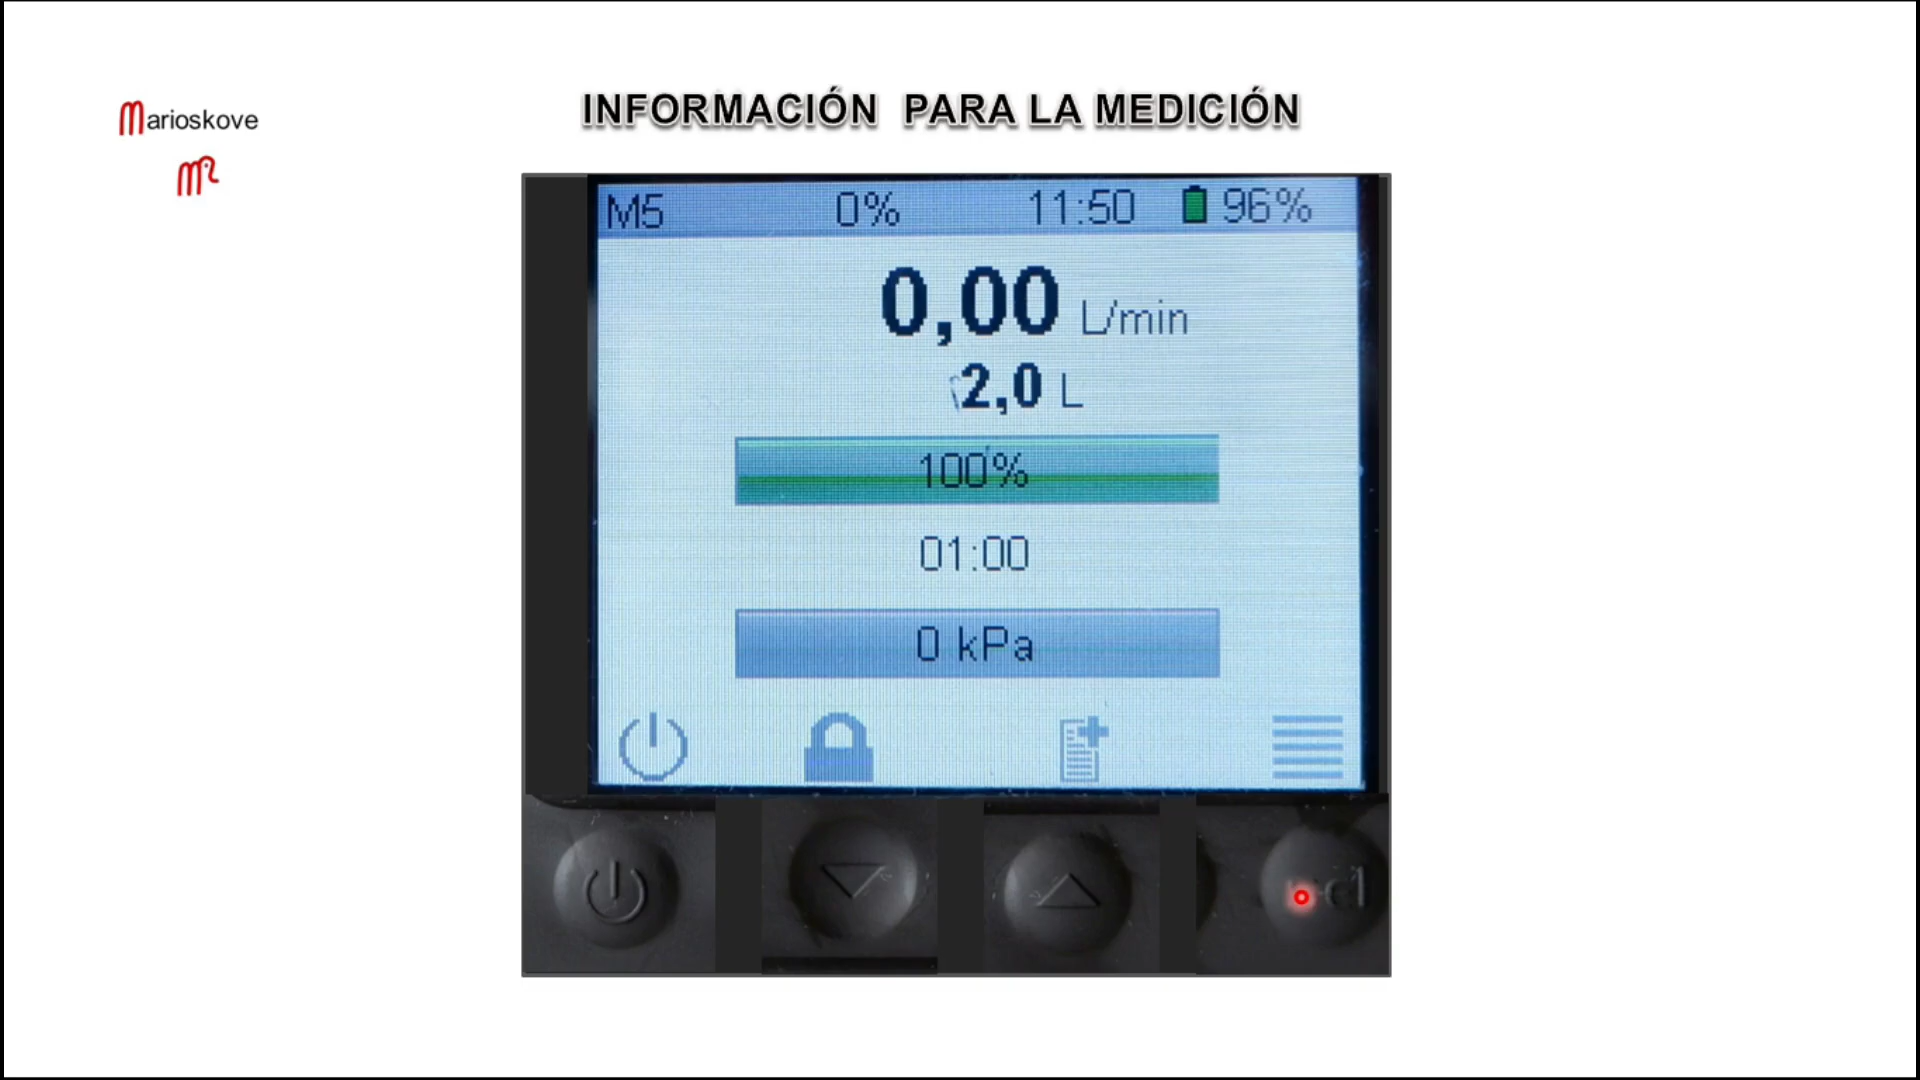 Marioskove
INFORMACIÓN PARA LA MEDICIÓN
M5 0% 11:50 96%
0,00 L/min
2,0 L
100%
01:00
0 kPa